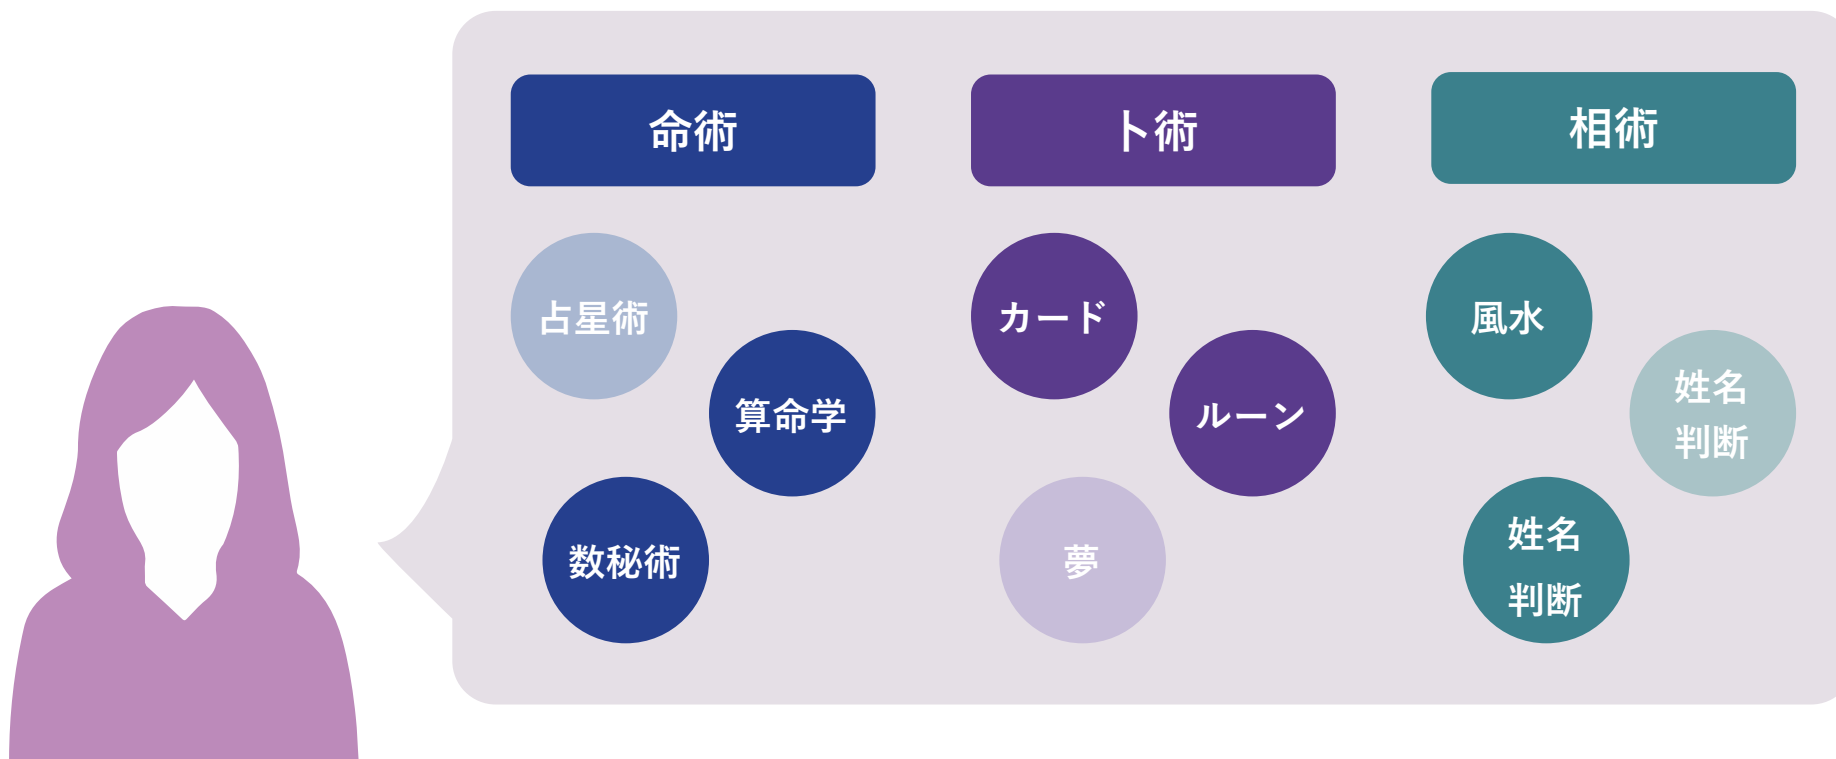 命術
占星術
算命学
数秘術
卜術
カード
ルーン
夢
相術
風水
姓名
判断
姓名
判断